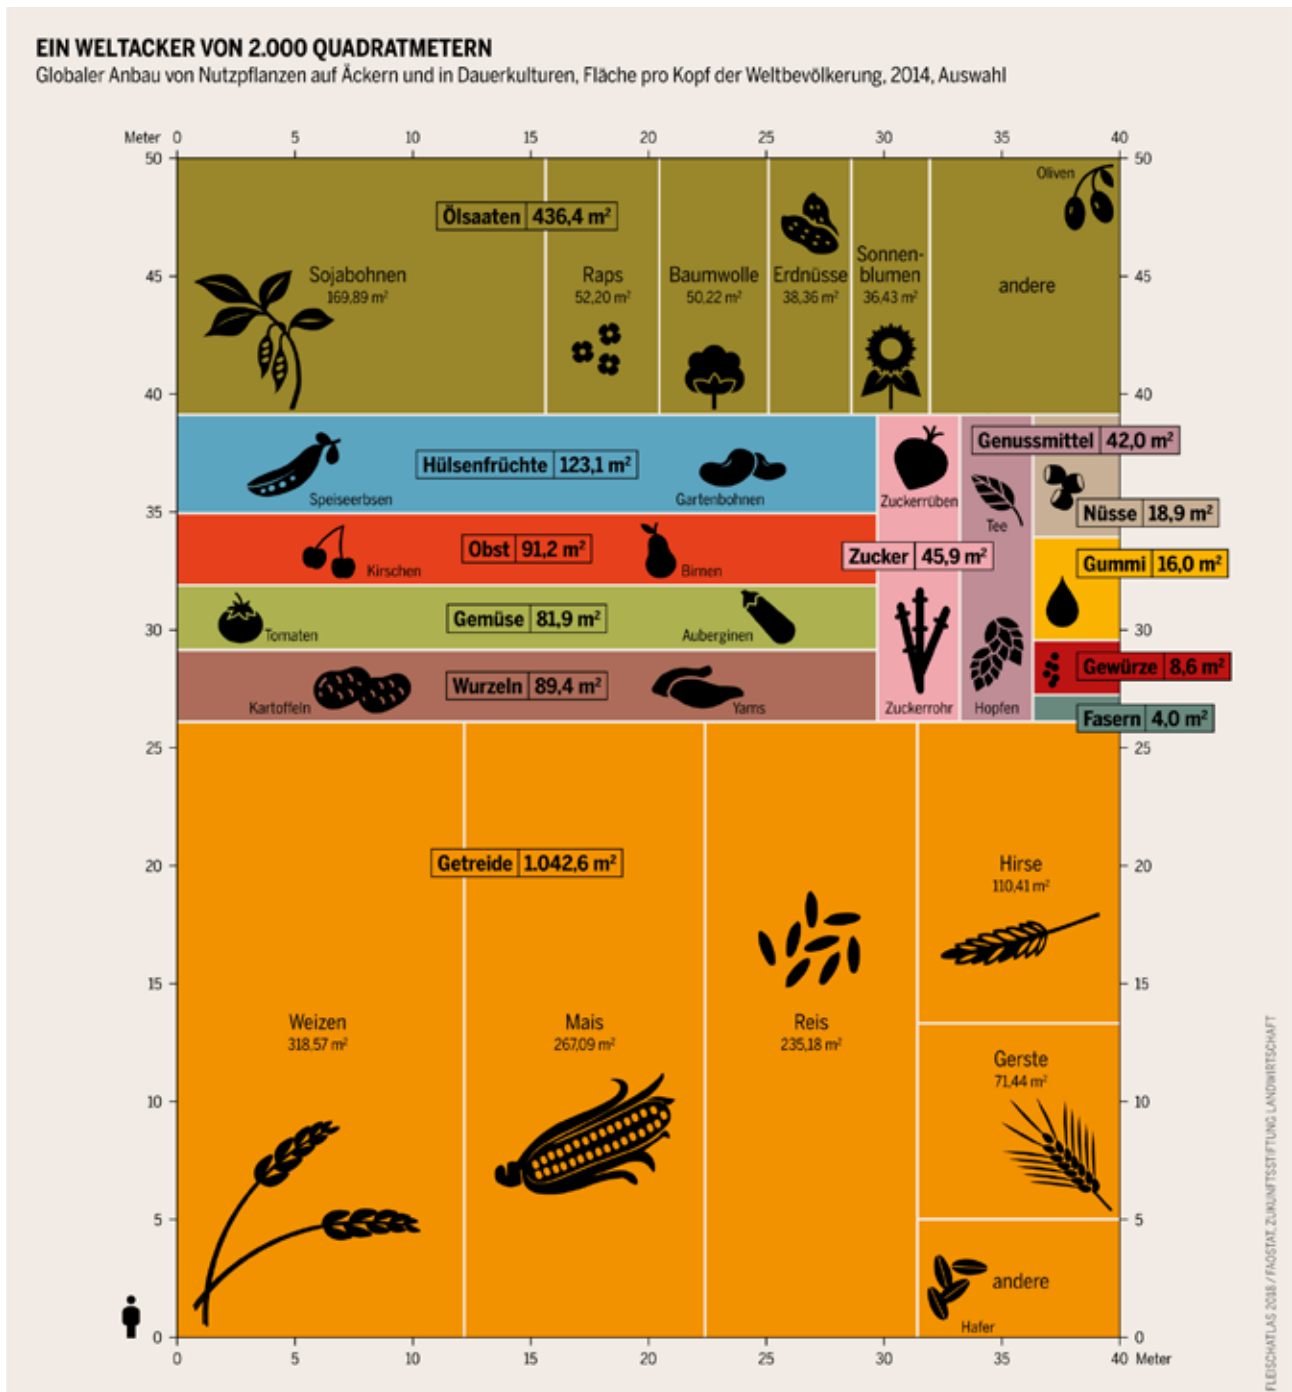 EIN WELTACKER VON 2.000 QUADRATMETERN
Globaler Anbau von Nutzpflanzen auf Äckern und in Dauerkulturen, Fläche pro Kopf der Weltbevölkerung, 2014, Auswahl
Meter 0 5 10 15 20 25 30 35 40
50 50
Oliven
Ölsaaten 436,4 m²
Sojabohnen
169,89 m²
Raps
52,20 m²
Baumwolle
50,22 m²
Erdnüsse
38,36 m²
Sonnen-
blumen
36,43 m²
andere
45 45
40 40
Hülsenfrüchte 123,1 m²
Speiseerbsen
Gartenbohnen
Zuckerrüben
Genussmittel 42,0 m²
Tee
Nüsse 18,9 m²
35
Obst 91,2 m²
Kirschen
Birnen
Zucker 45,9 m²
Gummi 16,0 m²
Gemüse 81,9 m²
Tomaten
Auberginen
30 30
Wurzeln 89,4 m²
Kartoffeln
Yams
Zuckerrohr
Hopfen
Gewürze 8,6 m²
Fasern 4,0 m²
25 25
Getreide 1.042,6 m²
20 20
Hirse
110,41 m²
15 15
Weizen
318,57 m²
Mais
267,09 m²
Reis
235,18 m²
Gerste
71,44 m²
10 10
5 5
andere
Hafer
0 0
0 5 10 15 20 25 30 35 40 Meter
FLEISCHATLAS 2018 / FAOSTAT, ZUKUNFTSSTIFTUNG LANDWIRTSCHAFT